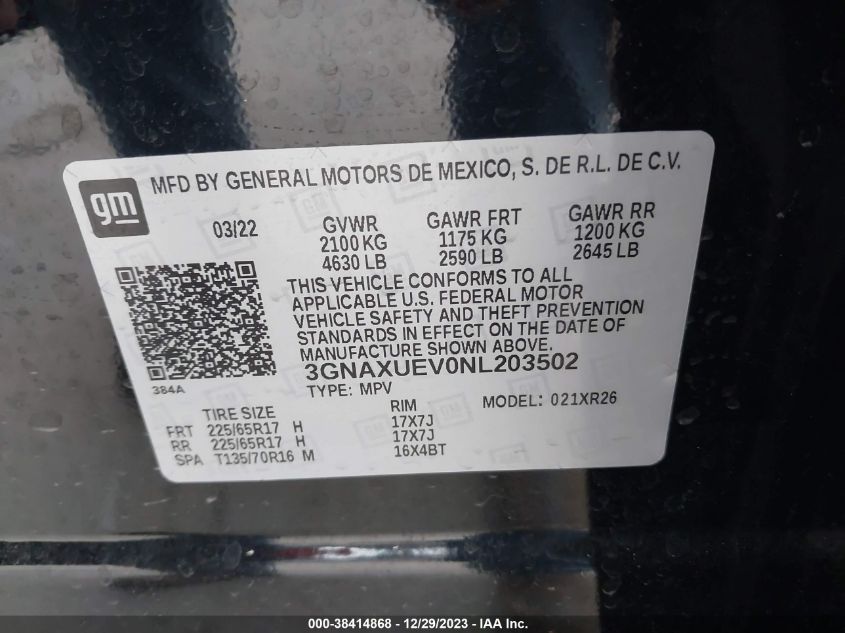 gm MFD BY GENERAL MOTORS DE MEXICO, S. DE R.L. DE C.V.
03/22 GVWR GAWR FRT GAWR RR
2100 KG 1175 KG 1200 KG
4630 LB 2590 LB 2645 LB
THIS VEHICLE CONFORMS TO ALL
APPLICABLE U.S. FEDERAL MOTOR
VEHICLE SAFETY AND THEFT PREVENTION
STANDARDS IN EFFECT ON THE DATE OF
MANUFACTURE SHOWN ABOVE.
384A 3GNAXUEV0NL203502
TYPE: MPV MODEL: 021XR26
TIRE SIZE RIM
FRT 225/65R17 H 17X7J
RR 225/65R17 H 17X7J
SPA T135/70R16 M 16X4BT
000-38414868 - 12/29/2023 - IAA Inc.